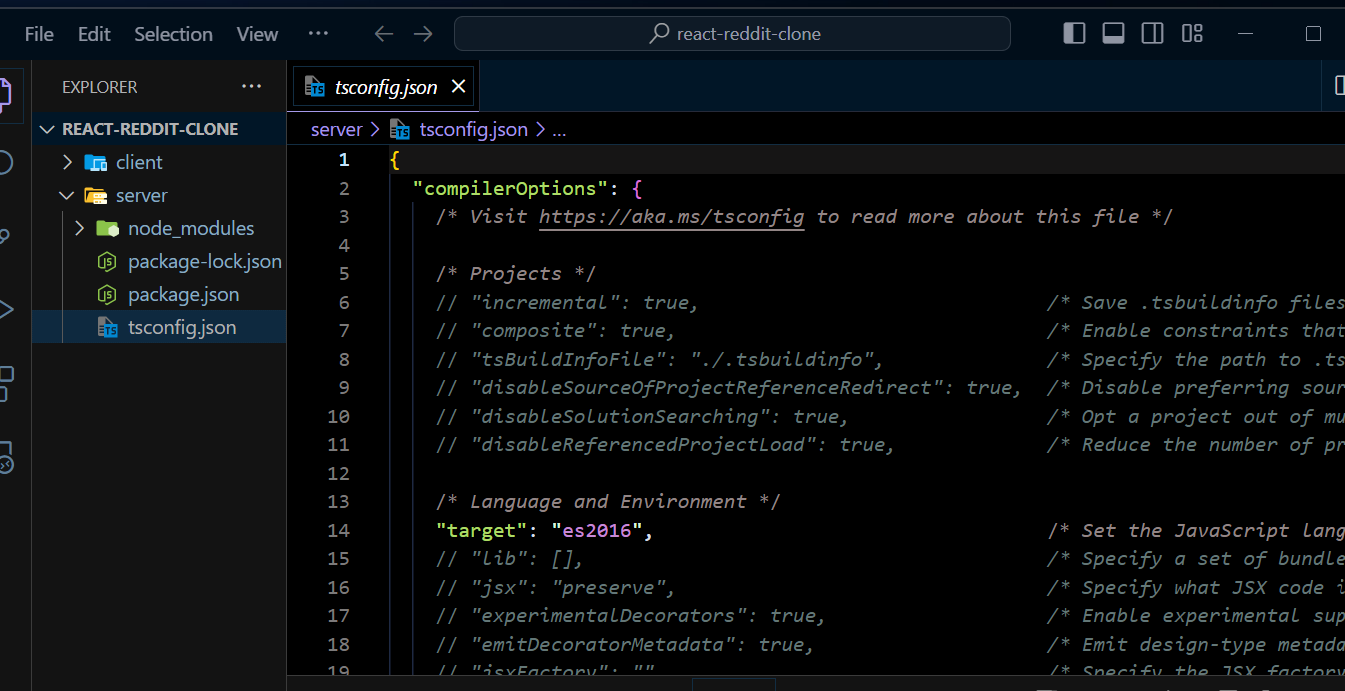 File Edit Selection View ··· react-reddit-clone
EXPLORER ···
REACT-REDDIT-CLONE
client
server
node_modules
package-lock.json
package.json
tsconfig.json
tsconfig.json
server > tsconfig.json > ...
1 {
2 "compilerOptions": {
3 /* Visit https://aka.ms/tsconfig to read more about this file */
4
5 /* Projects */
6 // "incremental": true, /* Save .tsbuildinfo files
7 // "composite": true, /* Enable constraints that
8 // "tsBuildInfoFile": "./.tsbuildinfo", /* Specify the path to .ts
9 // "disableSourceOfProjectReferenceRedirect": true, /* Disable preferring sour
10 // "disableSolutionSearching": true, /* Opt a project out of mu
11 // "disableReferencedProjectLoad": true, /* Reduce the number of pr
12
13 /* Language and Environment */
14 "target": "es2016", /* Set the JavaScript lang
15 // "lib": [], /* Specify a set of bundle
16 // "jsx": "preserve", /* Specify what JSX code i
17 // "experimentalDecorators": true, /* Enable experimental sup
18 // "emitDecoratorMetadata": true, /* Emit design-type metada
19 // "jsxFactory": "" /* Specify the JSX factory